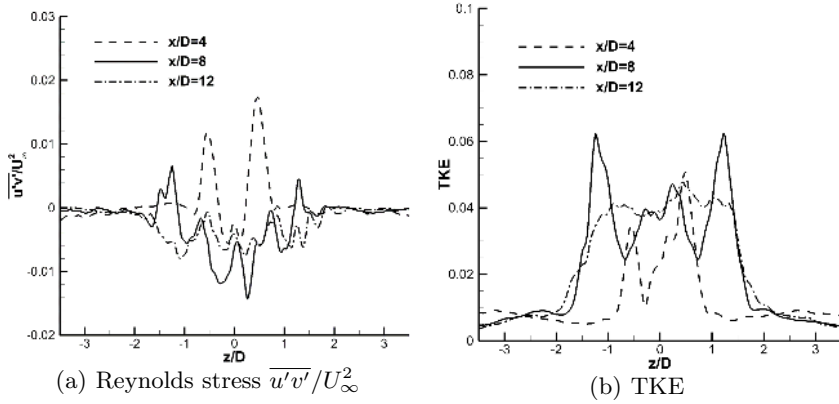 0.03
0.02
0.01
0
-0.01
-0.02
u'v'/U²∞
x/D=4
x/D=8
x/D=12
-3 -2 -1 0 1 2 3
z/D
(a) Reynolds stress u'v'/U²∞
0.1
0.08
0.06
0.04
0.02
0
TKE
x/D=4
x/D=8
x/D=12
-3 -2 -1 0 1 2 3
z/D
(b) TKE